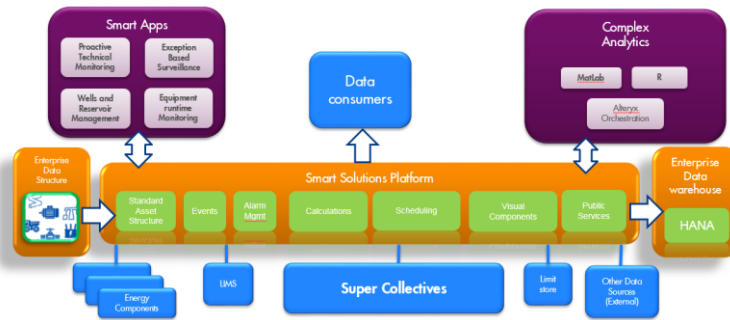 Smart Apps
Proactive
Technical
Monitoring
Exception
Based
Surveillance
Wells and
Reservoir
Management
Equipment
runtime
Monitoring
Data
consumers
Complex
Analytics
MatLab
R
Alteryx
Orchestration
Enterprise
Data
Structure
Smart Solutions Platform
Standard
Asset
Structure
Events
Alarm
Mgmt
Calculations
Scheduling
Visual
Components
Public
Services
Enterprise
Data
warehouse
HANA
Energy
Components
LIMS
Super Collectives
Limit
store
Other Data
Sources
(External)